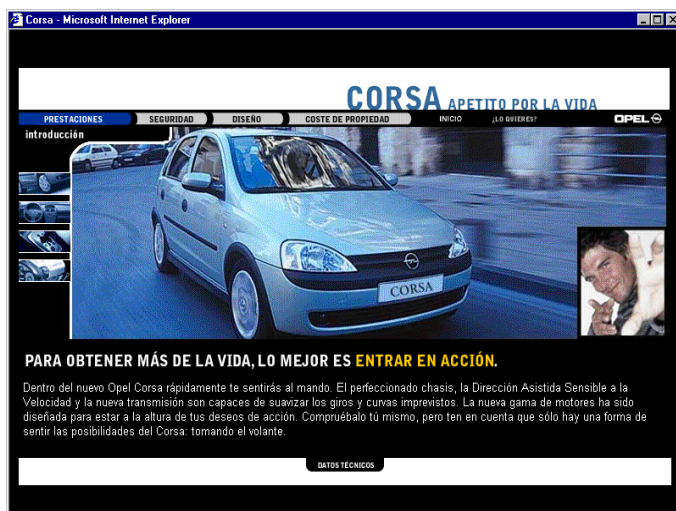 Corsa - Microsoft Internet Explorer
CORSA APETITO POR LA VIDA
PRESTACIONES SEGURIDAD DISEÑO COSTE DE PROPIEDAD INICIO ¿LO QUIERES? OPEL
introducción
CORSA
PARA OBTENER MÁS DE LA VIDA, LO MEJOR ES ENTRAR EN ACCIÓN.
Dentro del nuevo Opel Corsa rápidamente te sentirás al mando. El perfeccionado chasis, la Dirección Asistida Sensible a la
Velocidad y la nueva transmisión son capaces de suavizar los giros y curvas imprevistos. La nueva gama de motores ha sido
diseñada para estar a la altura de tus deseos de acción. Compruébalo tú mismo, pero ten en cuenta que sólo hay una forma de
sentir las posibilidades del Corsa: tomando el volante.
DATOS TÉCNICOS